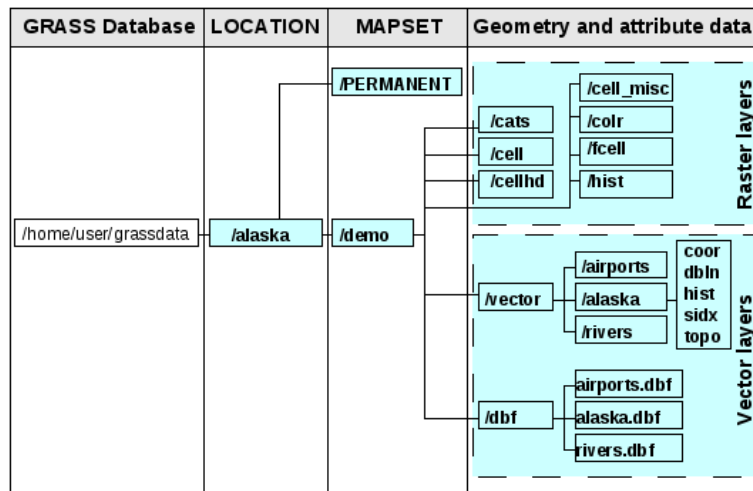 GRASS Database
LOCATION
MAPSET
Geometry and attribute data
/PERMANENT
/cell_misc
/cats
/colr
/cell
/fcell
/cellhd
/hist
Raster layers
/home/user/grassdata
/alaska
/demo
/vector
/airports
/alaska
/rivers
coor
dbln
hist
sidx
topo
/dbf
airports.dbf
alaska.dbf
rivers.dbf
Vector layers